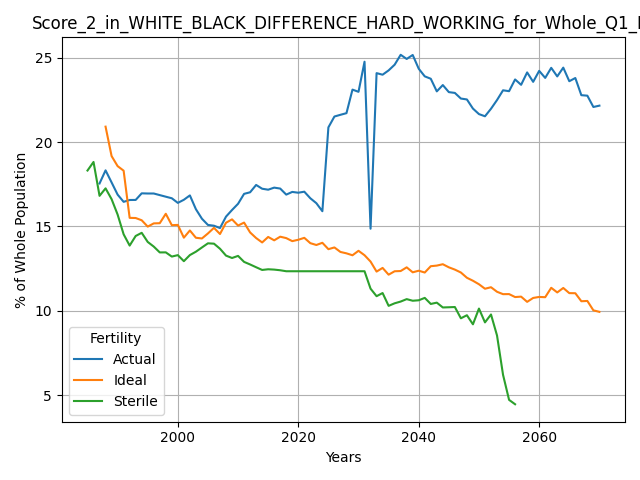 Score_2_in_WHITE_BLACK_DIFFERENCE_HARD_WORKING_for_Whole_Q1_
% of Whole Population
25
20
15
10
5
Fertility
Actual
Ideal
Sterile
2000
2020
2040
2060
Years